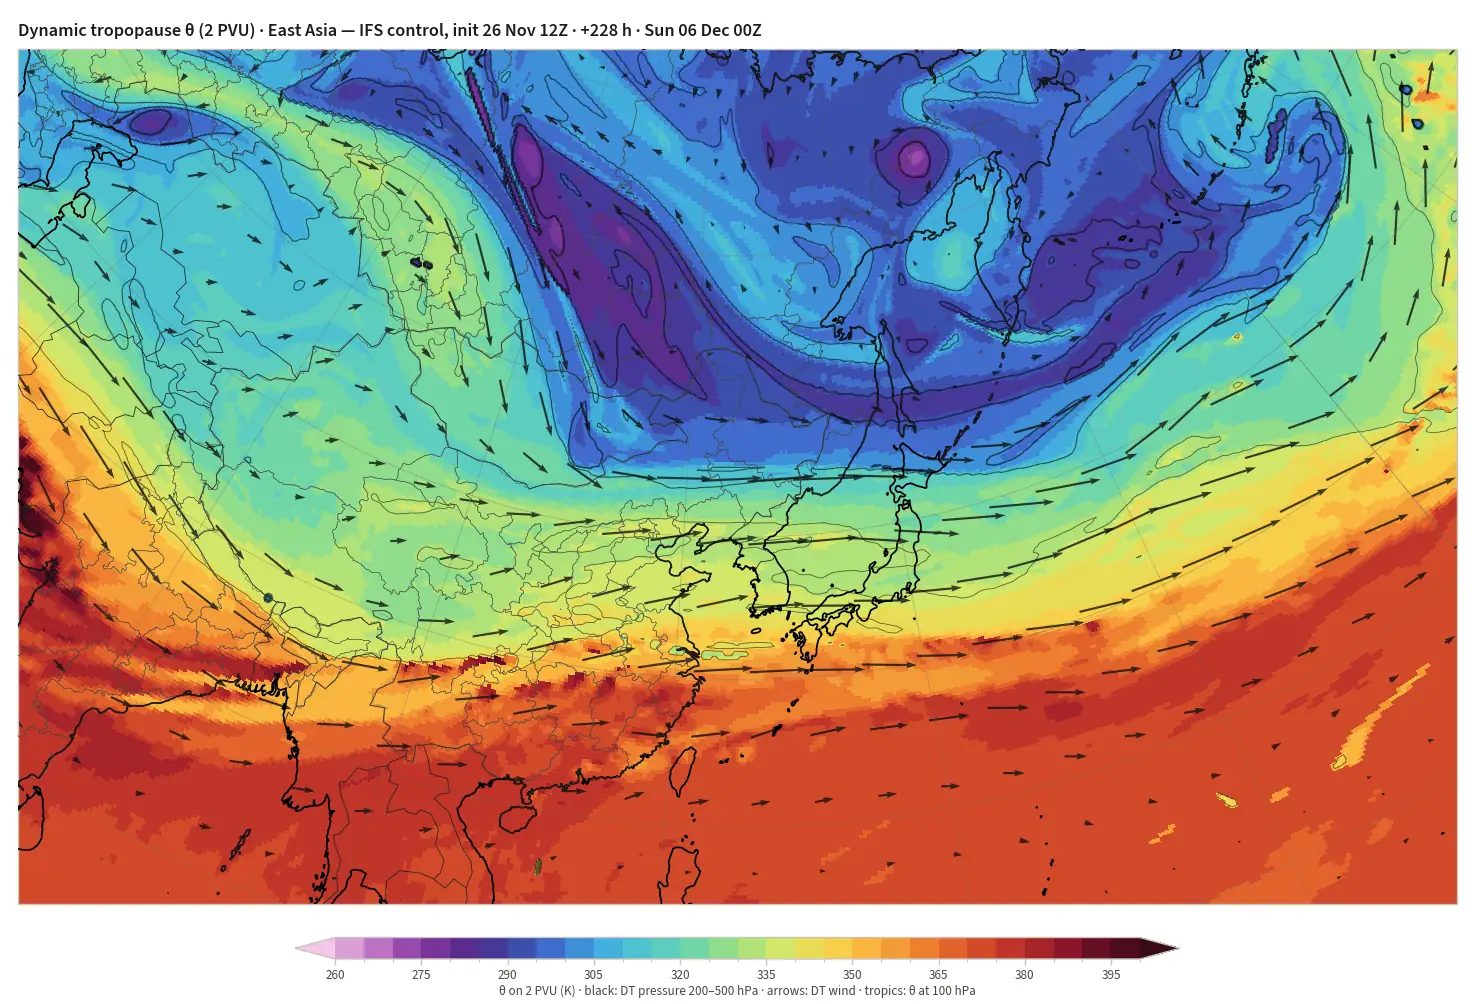 Dynamic tropopause θ (2 PVU) · East Asia — IFS control, init 26 Nov 12Z · +228 h · Sun 06 Dec 00Z
260 275 290 305 320 335 350 365 380 395
θ on 2 PVU (K) · black: DT pressure 200–500 hPa · arrows: DT wind · tropics: θ at 100 hPa